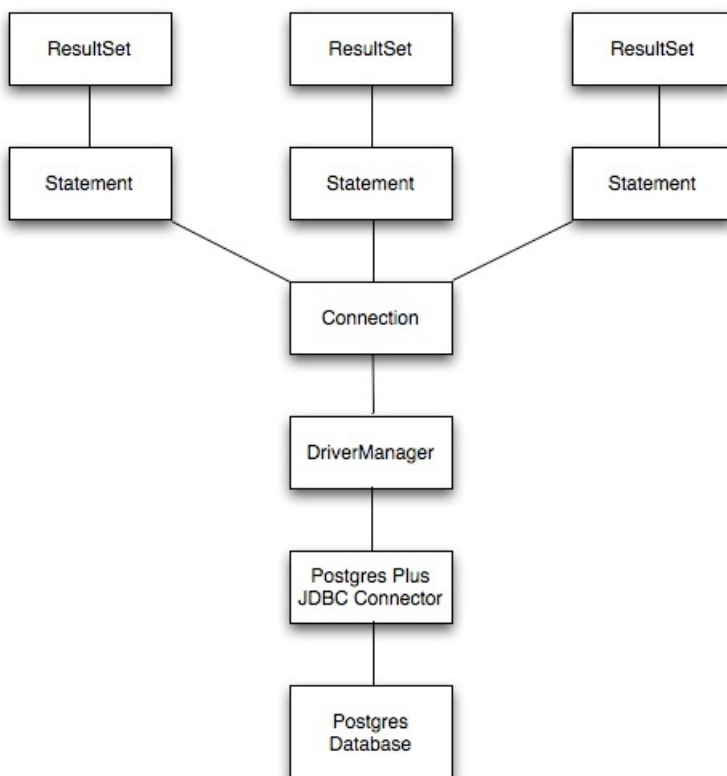 ResultSet
ResultSet
ResultSet
Statement
Statement
Statement
Connection
DriverManager
Postgres Plus
JDBC Connector
Postgres
Database